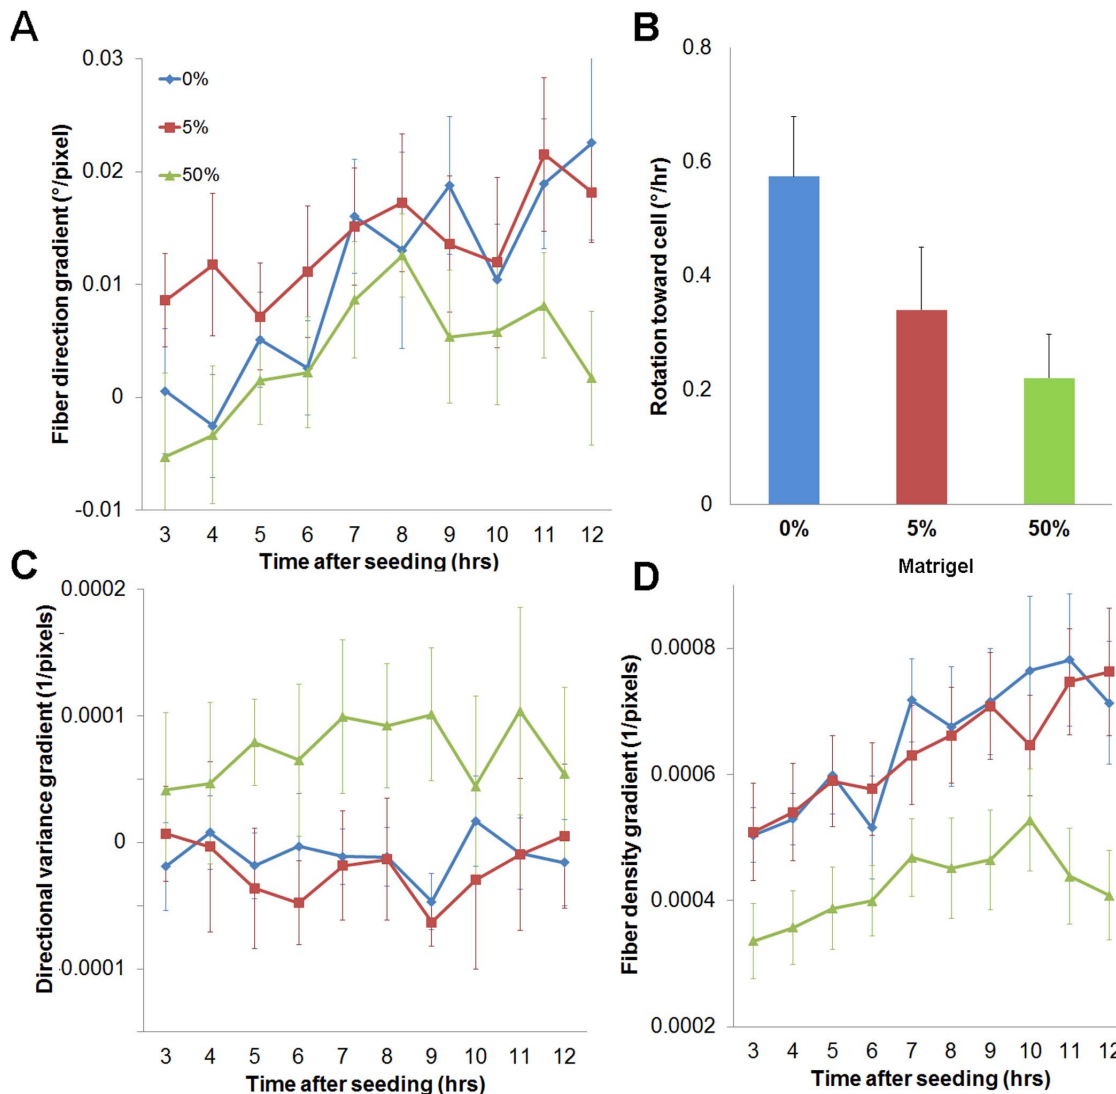 A
Fiber direction gradient (°/pixel)
0.03
0.02
0.01
0
-0.01
0%
5%
50%
3 4 5 6 7 8 9 10 11 12
Time after seeding (hrs)
B
Rotation toward cell (°/hr)
0.8
0.6
0.4
0.2
0
0% 5% 50%
Matrigel
C
Directional variance gradient (1/pixels)
0.0002
0.0001
0
0.0001
3 4 5 6 7 8 9 10 11 12
Time after seeding (hrs)
D
Fiber density gradient (1/pixels)
0.0008
0.0006
0.0004
0.0002
3 4 5 6 7 8 9 10 11 12
Time after seeding (hrs)